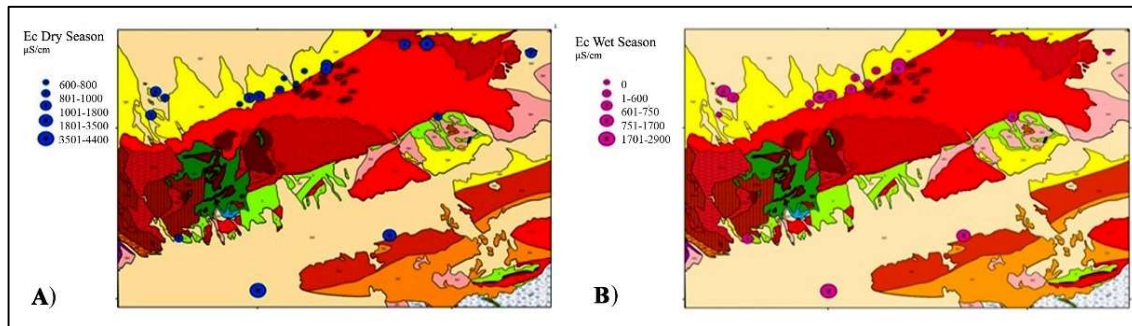 Ec Dry Season
μS/cm
600-800
801-1000
1001-1800
1801-3500
3501-4400
A)
Ec Wet Season
μS/cm
0
1-600
601-750
751-1700
1701-2900
B)